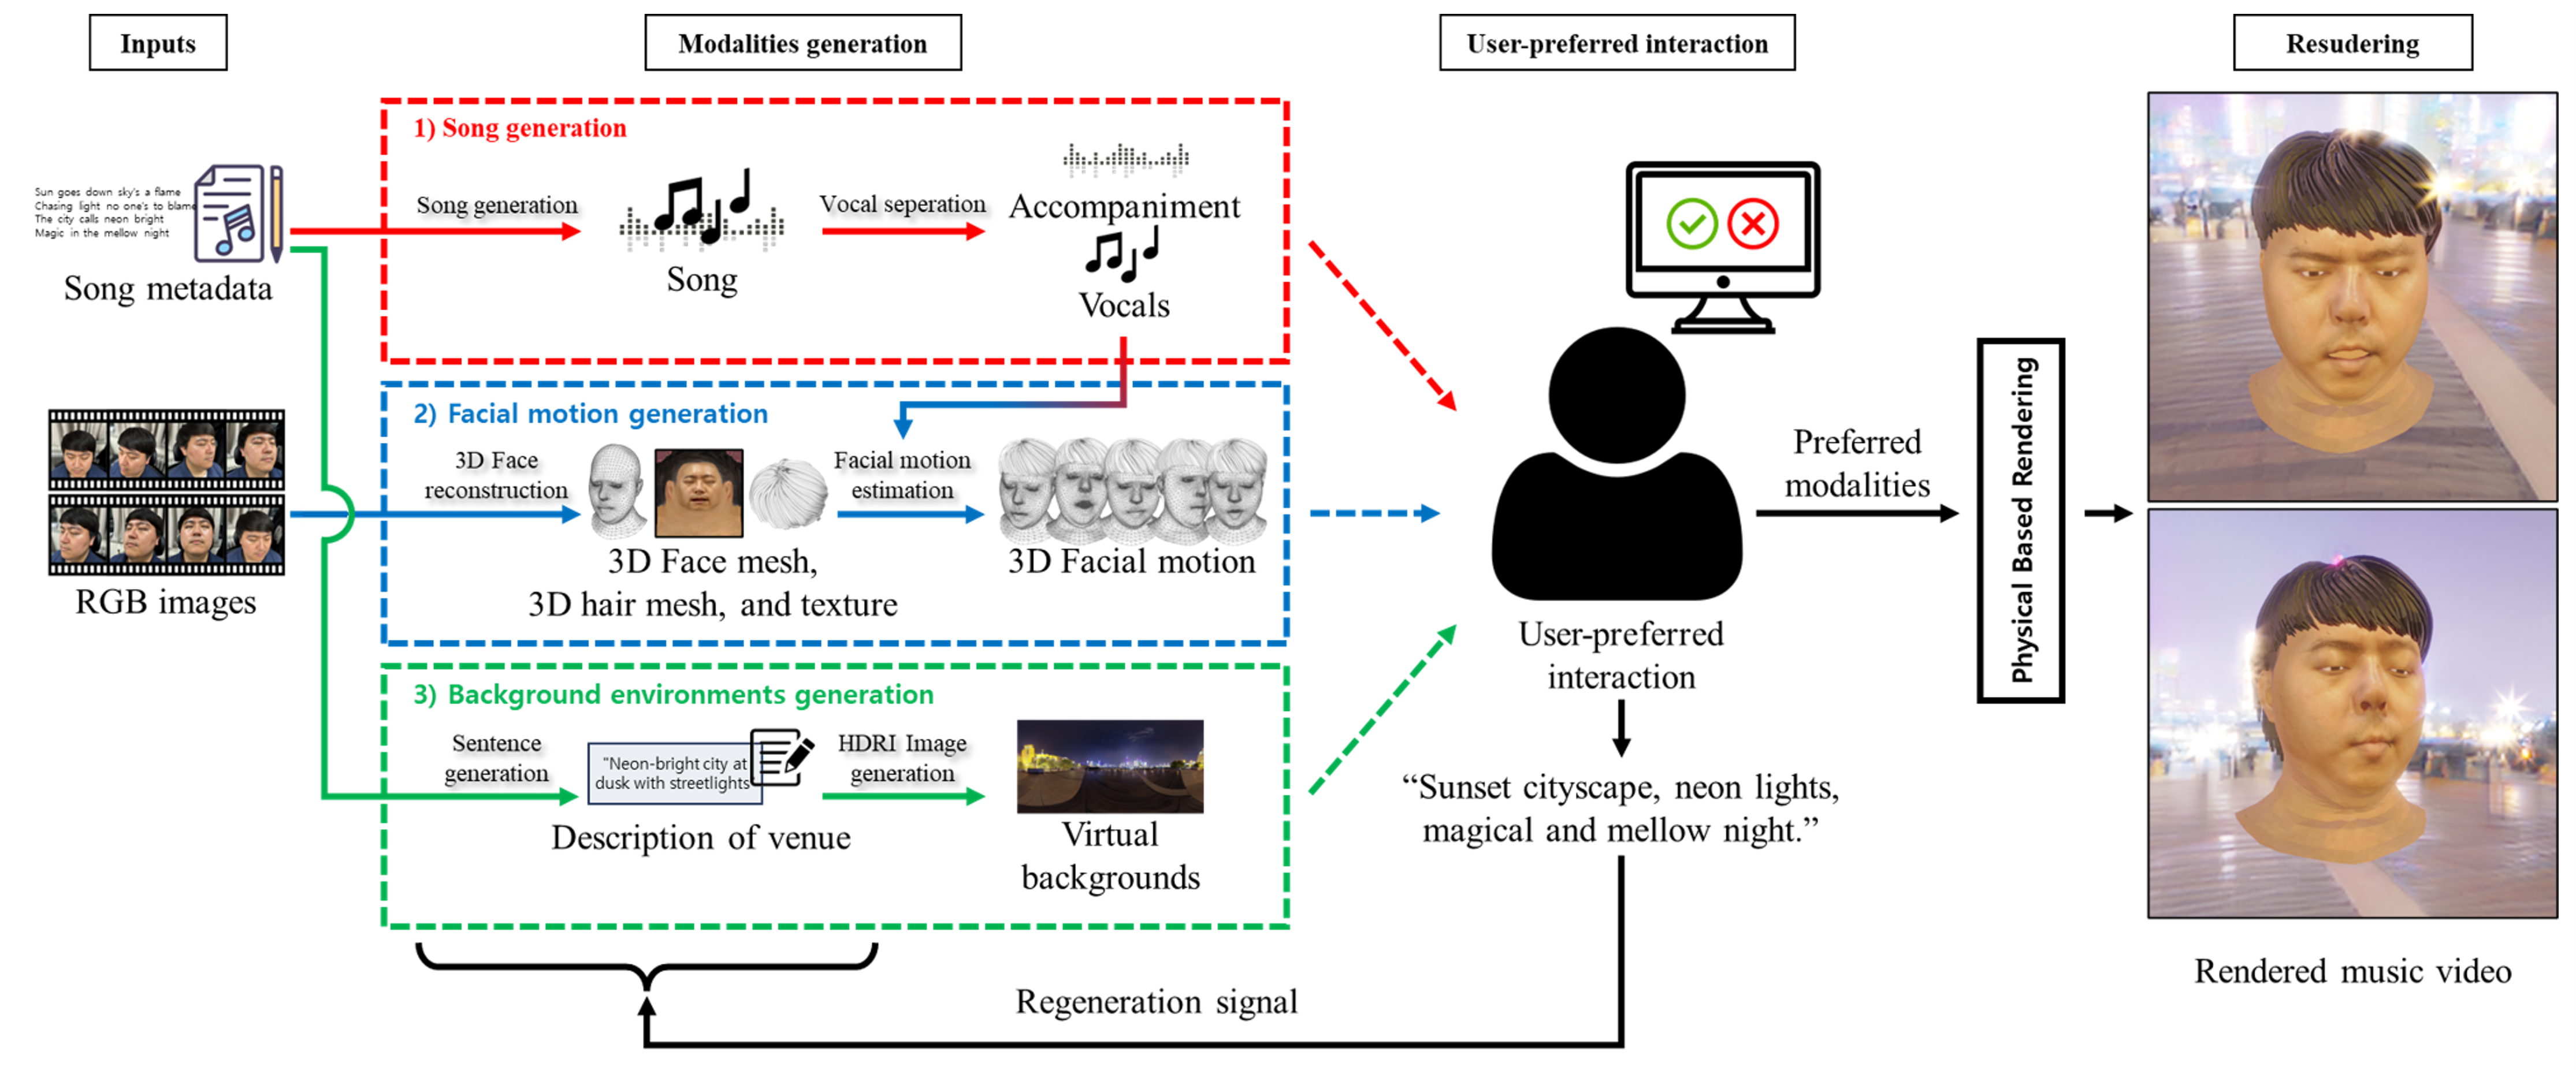 Inputs
Modalities generation
User-preferred interaction
Resudering
1) Song generation
Sun goes down sky's a flame
Chasing light no one's to blame
The city calls neon bright
Magic in the mellow night
Song metadata
Song generation
Song
Vocal seperation
Accompaniment
Vocals
2) Facial motion generation
RGB images
3D Face
reconstruction
3D Face mesh,
3D hair mesh, and texture
Facial motion
estimation
3D Facial motion
3) Background environments generation
Sentence
generation
"Neon-bright city at
dusk with streetlights
Description of venue
HDRI Image
generation
Virtual
backgrounds
User-preferred
interaction
“Sunset cityscape, neon lights,
magical and mellow night.”
Regeneration signal
Preferred
modalities
Physical Based Rendering
Rendered music video